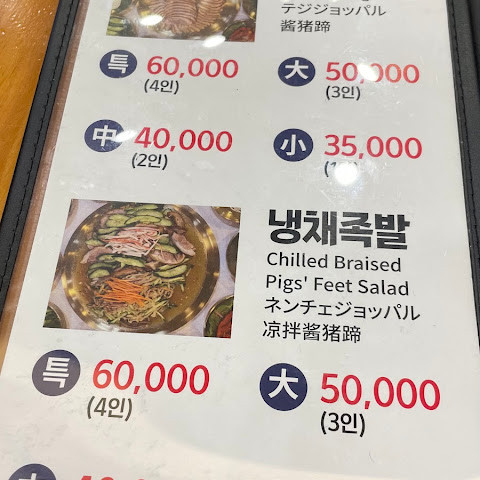 テジジョッパル
酱猪蹄
특 60,000 大 50,000
(4인) (3인)
中 40,000 小 35,000
(2인)
냉채족발
Chilled Braised
Pigs' Feet Salad
ネンチェジョッパル
凉拌酱猪蹄
특 60,000 大 50,000
(4인) (3인)